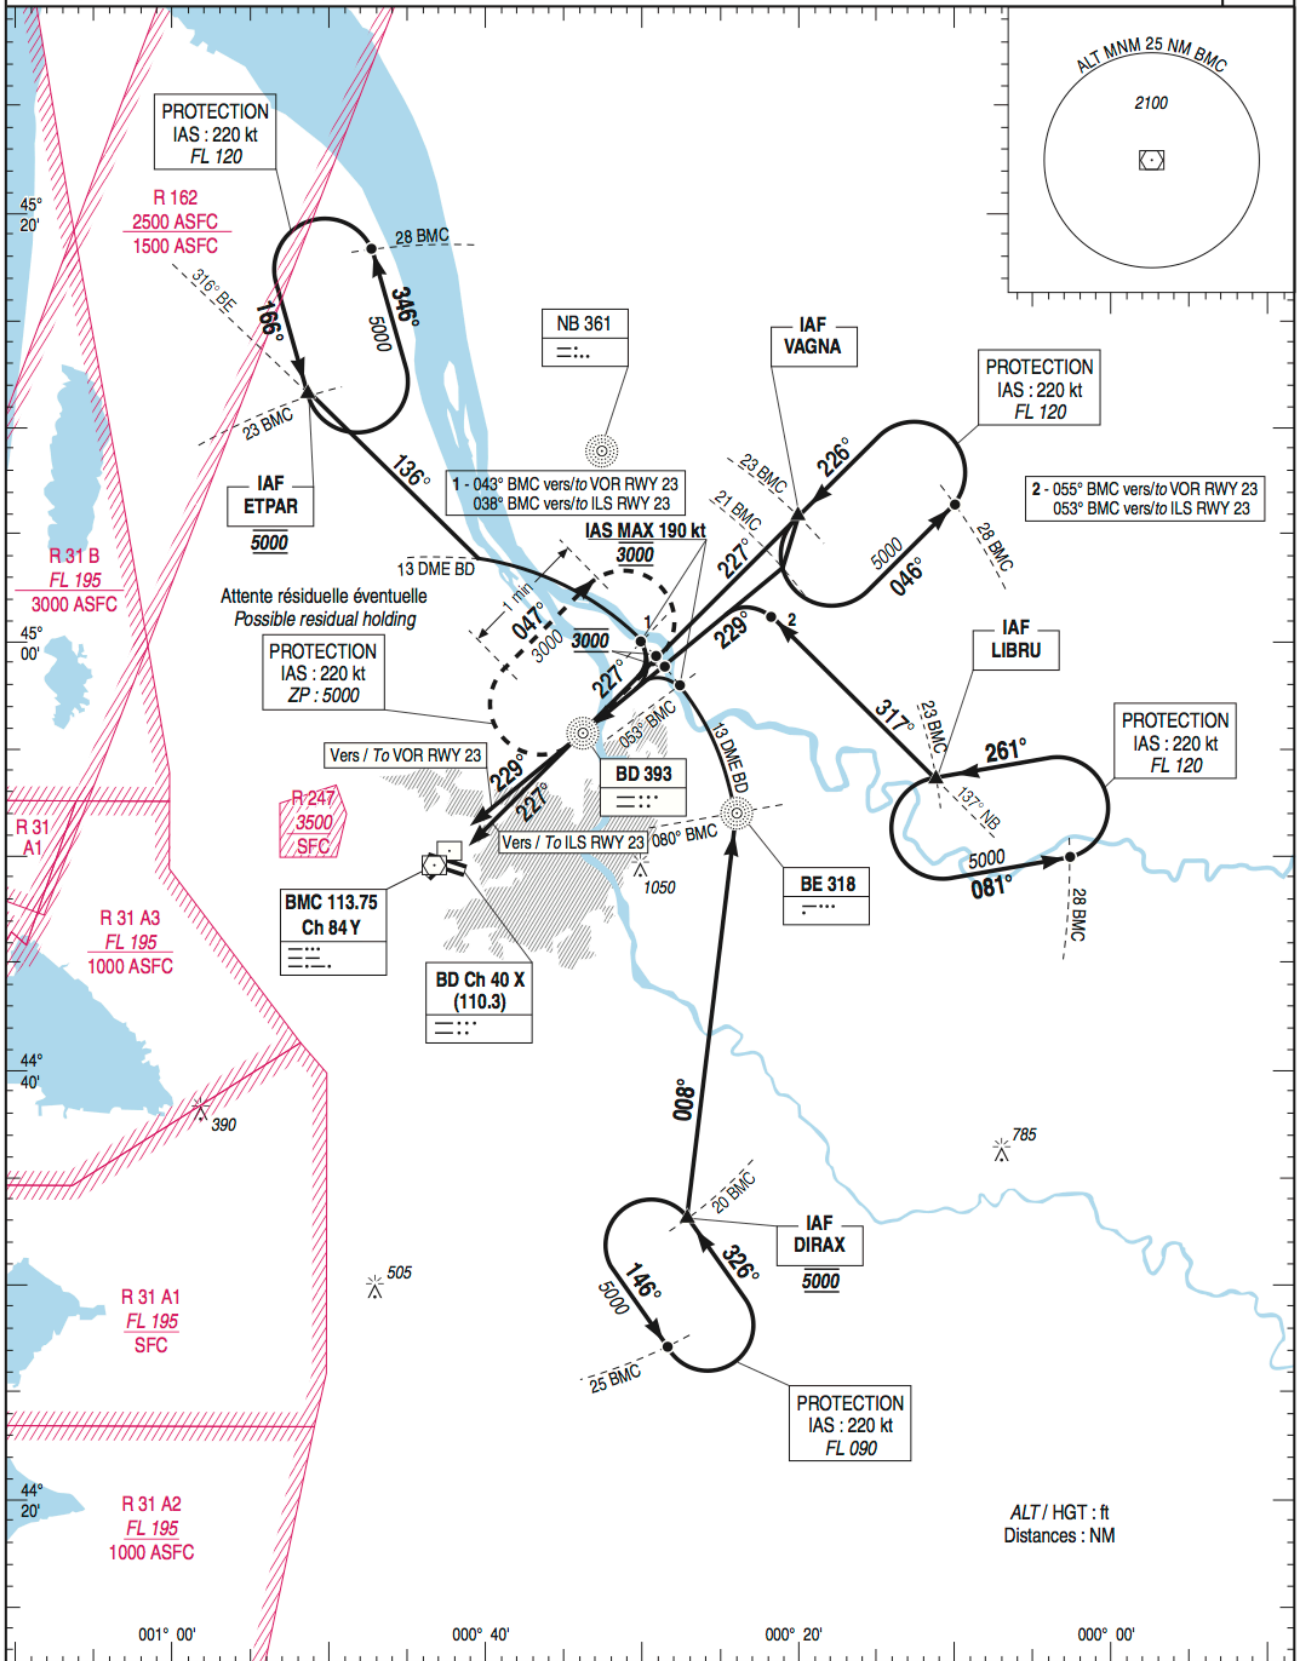 ALT MNM 25 NM BMC
2100
PROTECTION
IAS : 220 kt
FL 120
R 162
2500 ASFC
1500 ASFC
45°
20'
28 BMC
316° BE
166°
346°
5000
23 BMC
136°
IAF
ETPAR
5000
NB 361
IAF
VAGNA
PROTECTION
IAS : 220 kt
FL 120
226°
23 BMC
21 BMC
1 - 043° BMC vers/to VOR RWY 23
038° BMC vers/to ILS RWY 23
2 - 055° BMC vers/to VOR RWY 23
053° BMC vers/to ILS RWY 23
IAS MAX 190 kt
3000
227°
5000
046°
28 BMC
R 31 B
FL 195
3000 ASFC
13 DME BD
Attente résiduelle éventuelle
Possible residual holding
1 min
047°
3000
3000
1
229°
2
IAF
LIBRU
45°
00'
PROTECTION
IAS : 220 kt
ZP : 5000
227°
053° BMC
13 DME BD
317°
23 BMC
261°
PROTECTION
IAS : 220 kt
FL 120
Vers / To VOR RWY 23
229°
227°
BD 393
137° NB
R 247
3500
SFC
R 31
A1
Vers / To ILS RWY 23
080° BMC
1050
5000
081°
28 BMC
BE 318
BMC 113.75
Ch 84 Y
BD Ch 40 X
(110.3)
R 31 A3
FL 195
1000 ASFC
44°
40'
390
008°
785
20 BMC
IAF
DIRAX
5000
326°
146°
5000
505
R 31 A1
FL 195
SFC
25 BMC
PROTECTION
IAS : 220 kt
FL 090
44°
20'
R 31 A2
FL 195
1000 ASFC
ALT / HGT : ft
Distances : NM
001° 00'
000° 40'
000° 20'
000° 00'